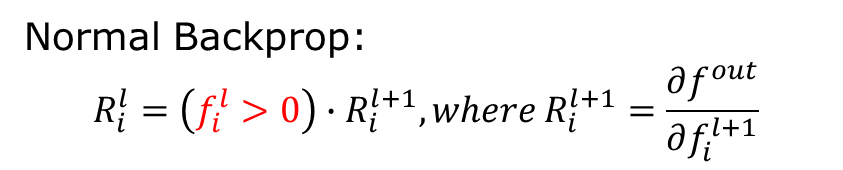 Normal Backprop:
R_i^l = (f_i^l > 0) · R_i^{l+1}, where R_i^{l+1} = ∂f^{out} / ∂f_i^{l+1}